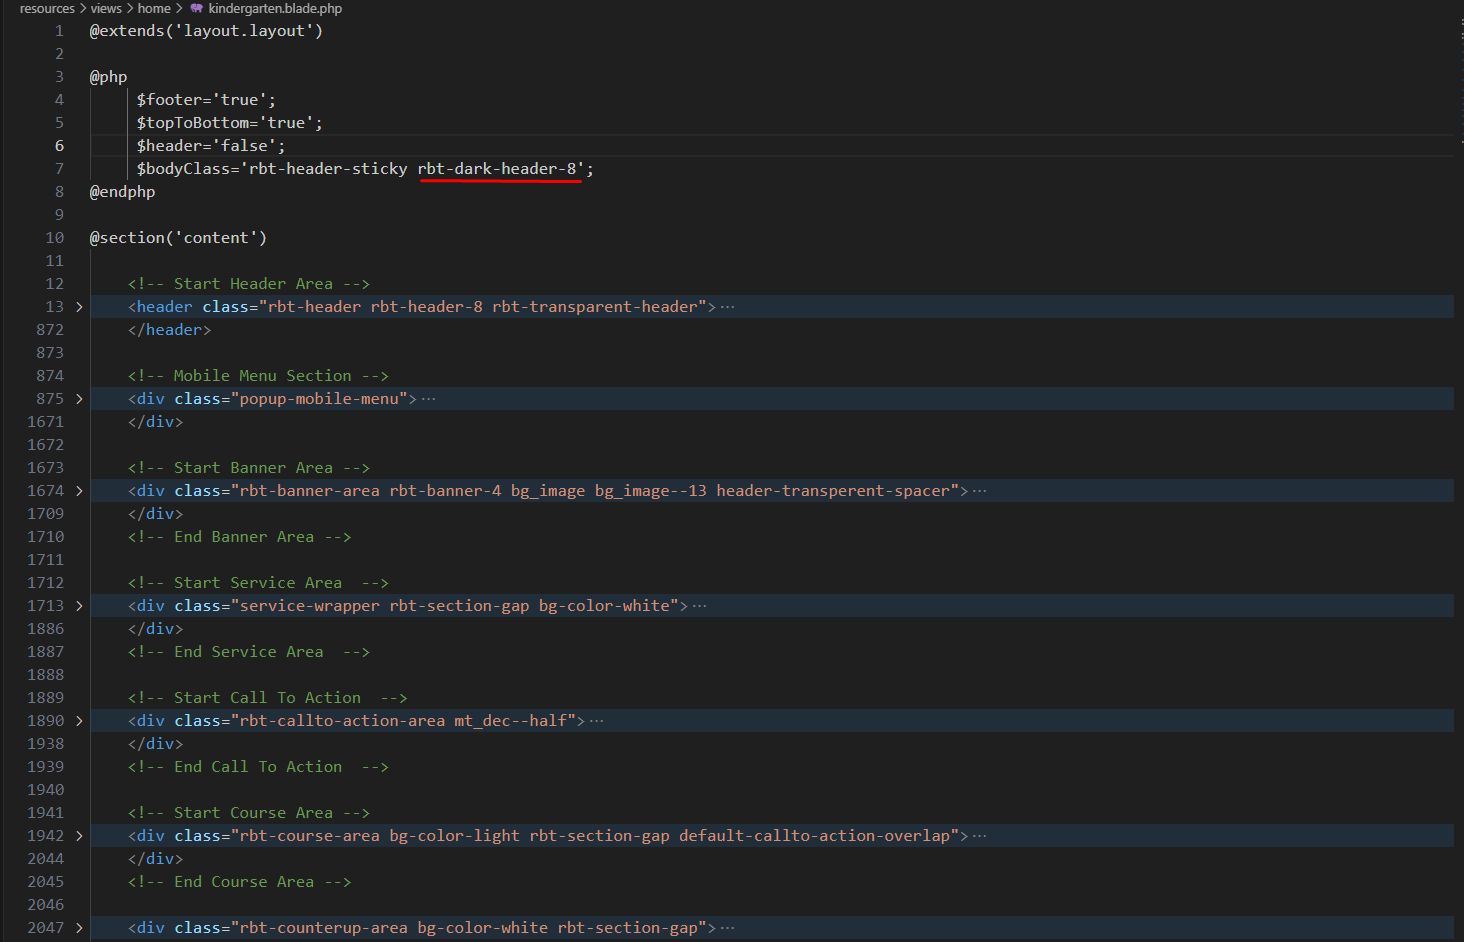 resources > views > home > kindergarten.blade.php
1 @extends('layout.layout')
2
3 @php
4 $footer='true';
5 $topToBottom='true';
6 $header='false';
7 $bodyClass='rbt-header-sticky rbt-dark-header-8';
8 @endphp
9
10 @section('content')
11
12 <!-- Start Header Area -->
13 > <header class="rbt-header rbt-header-8 rbt-transparent-header">···
872 </header>
873
874 <!-- Mobile Menu Section -->
875 > <div class="popup-mobile-menu">···
1671 </div>
1672
1673 <!-- Start Banner Area -->
1674 > <div class="rbt-banner-area rbt-banner-4 bg_image bg_image--13 header-transperent-spacer">···
1709 </div>
1710 <!-- End Banner Area -->
1711
1712 <!-- Start Service Area  -->
1713 > <div class="service-wrapper rbt-section-gap bg-color-white">···
1886 </div>
1887 <!-- End Service Area  -->
1888
1889 <!-- Start Call To Action  -->
1890 > <div class="rbt-callto-action-area mt_dec--half">···
1938 </div>
1939 <!-- End Call To Action  -->
1940
1941 <!-- Start Course Area -->
1942 > <div class="rbt-course-area bg-color-light rbt-section-gap default-callto-action-overlap">···
2044 </div>
2045 <!-- End Course Area -->
2046
2047 > <div class="rbt-counterup-area bg-color-white rbt-section-gap">···